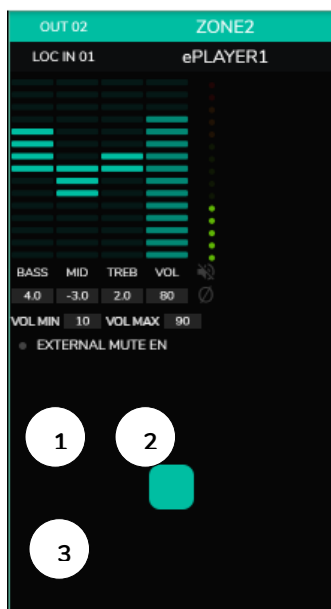 OUT 02 ZONE2
LOC IN 01 ePLAYER1
BASS MID TREB VOL
4.0 -3.0 2.0 80
VOL MIN 10 VOL MAX 90
EXTERNAL MUTE EN
1 2
3